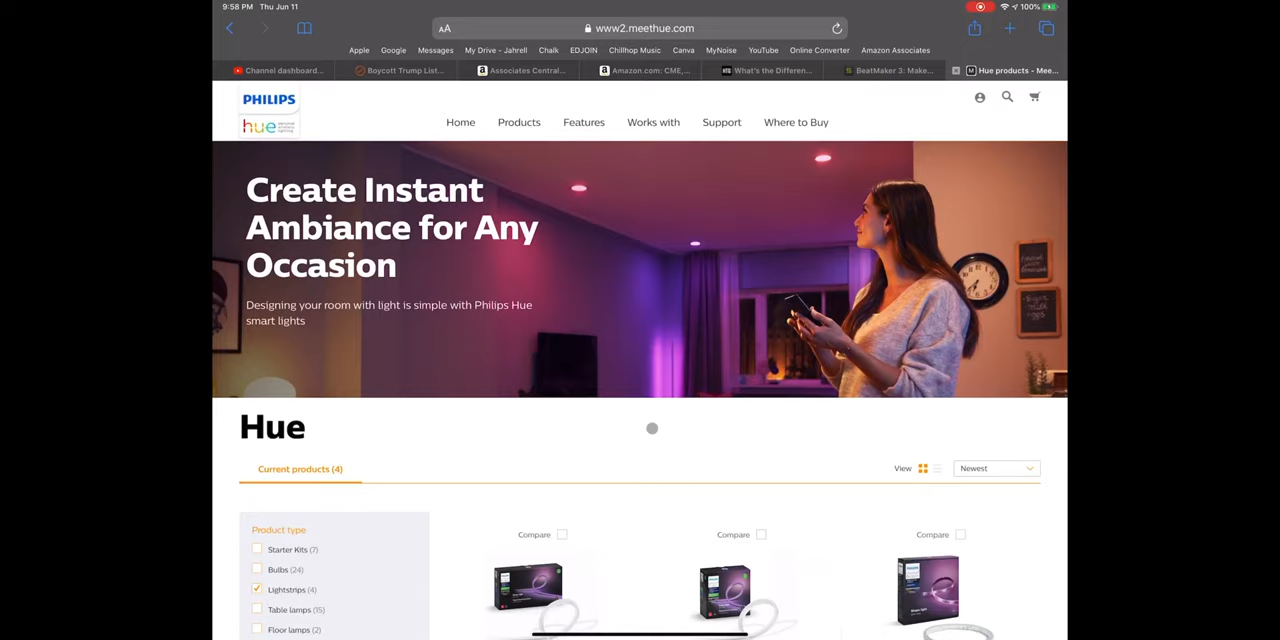 9:58 PM Thu Jun 11
100%
AA
www2.meethue.com
Apple Google Messages My Drive - Jahrell Chalk EDJOIN Chillhop Music Canva MyNoise YouTube Online Converter Amazon Associates
Channel dashboard... Boycott Trump List... Associates Central... Amazon.com: CME,... What's the Differen... BeatMaker 3: Make... Hue products - Mee...
PHILIPS
hue
Home Products Features Works with Support Where to Buy
Create Instant
Ambiance for Any
Occasion
Designing your room with light is simple with Philips Hue
smart lights
Hue
Current products (4)
View
Newest
Product type
Starter Kits (7)
Bulbs (24)
Lightstrips (4)
Table lamps (15)
Floor lamps (2)
Compare Compare Compare